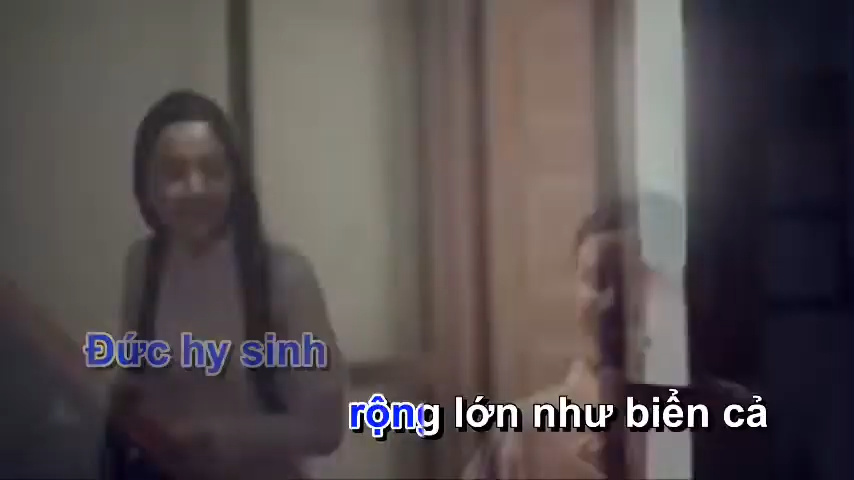 Đức hy sinh
rộng lớn như biển cả